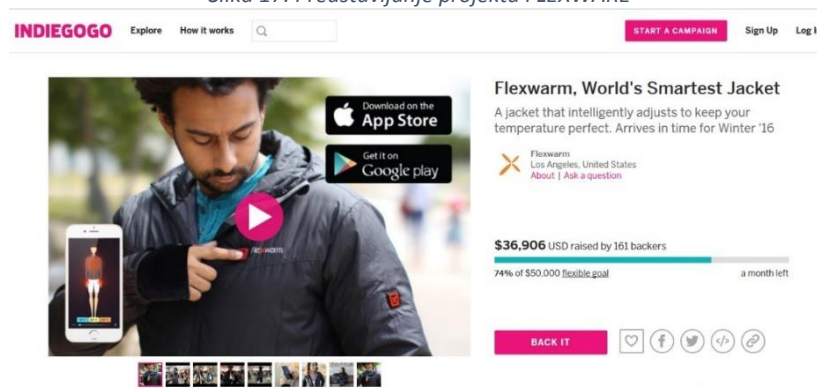 INDIEGOGO Explore How it works START A CAMPAIGN Sign Up
Download on the
App Store
Get it on
Google play
FLEXWARM
Flexwarm, World's Smartest Jacket
A jacket that intelligently adjusts to keep your
temperature perfect. Arrives in time for Winter '16
Flexwarm
Los Angeles, United States
About | Ask a question
$36,906 USD raised by 161 backers
74% of $50,000 flexible goal a month left
BACK IT